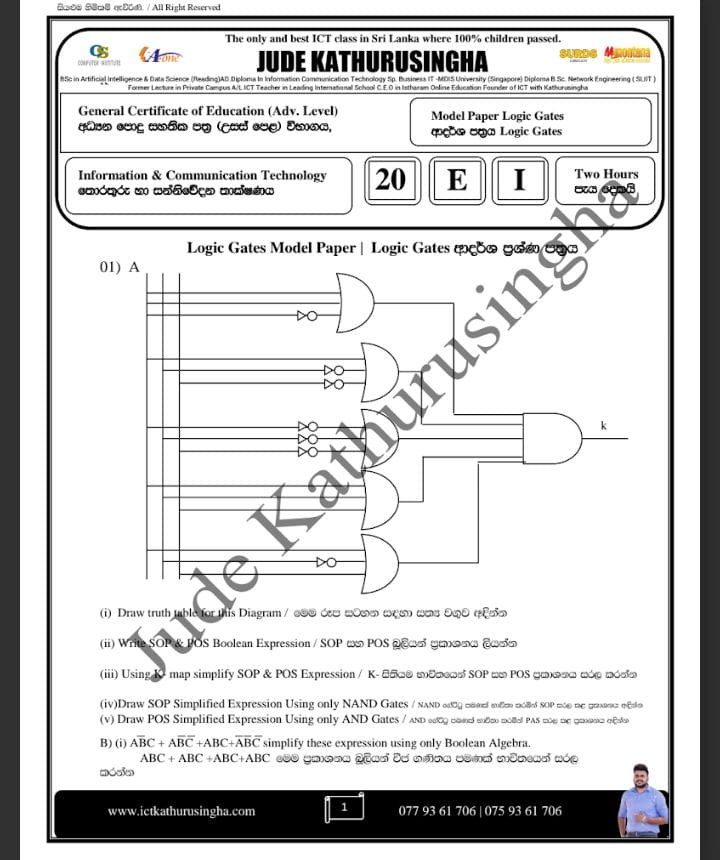 සියළුම හිමිකම් ඇවිරිණි. / All Right Reserved
The only and best ICT class in Sri Lanka where 100% children passed.
JUDE KATHURUSINGHA
COMPUTER INSTITUTE
A-one
SURDS
BSc in Artificial Intelligence & Data Science (Reading)AD.Diploma In Information Communication Technology Sp. Business IT -MDIS University (Singapore) Diploma B.Sc. Network Engineering ( SLIIT )
Former Lecture in Private Campus A/L ICT Teacher in Leading International School C.E.O in Istharam Online Education Founder of ICT with Kathurusingha
General Certificate of Education (Adv. Level)
අධ්‍යන පොදු සහතික පත්‍ර (උසස් පෙළ) විභාගය,
Model Paper Logic Gates
ආදර්ශ පත්‍රය Logic Gates
Information & Communication Technology
තොරතුරු හා සන්නිවේදන තාක්ෂණය
20 E I
Two Hours
පැය දෙකයි
Logic Gates Model Paper | Logic Gates ආදර්ශ ප්‍රශ්ණ පත්‍රය
01) A
k
Jude Kathurusingha
(i) Draw truth table for this Diagram / මෙම රූප සටහන සඳහා සත්‍ය වගුව අඳින්න
(ii) Write SOP & POS Boolean Expression / SOP සහ POS බූලියන් ප්‍රකාශනය ලියන්න
(iii) Using K- map simplify SOP & POS Expression / K- සිතියම භාවිතයෙන් SOP සහ POS ප්‍රකාශනය සරල කරන්න
(iv)Draw SOP Simplified Expression Using only NAND Gates / NAND ගේට්ටු පමණක් භාවිතා කරමින් SOP සරල කළ ප්‍රකාශනය අඳින්න
(v) Draw POS Simplified Expression Using only AND Gates / AND ගේට්ටු පමණක් භාවිතා කරමින් PAS සරල කළ ප්‍රකාශනය අඳින්න
B) (i) AB̅C + AB̅C̅ +ABC+A̅B̅C̅ simplify these expression using only Boolean Algebra.
ABC + ABC +ABC+ABC මෙම ප්‍රකාශනය බූලියන් වීජ ගණිතය පමණක් භාවිතයෙන් සරල
කරන්න
www.ictkathurusingha.com
1
077 93 61 706 | 075 93 61 706